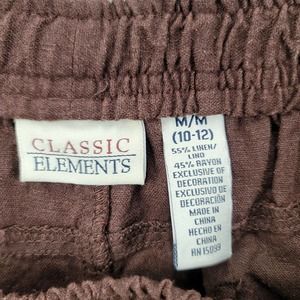 CLASSIC
ELEMENTS
M/M
(10-12)
55% LINEN/
LINO
45% RAYON
EXCLUSIVE OF
DECORATION
EXCLUSIVO DE
DECORACIÓN
MADE IN
CHINA
HECHO EN
CHINA
RN 15099